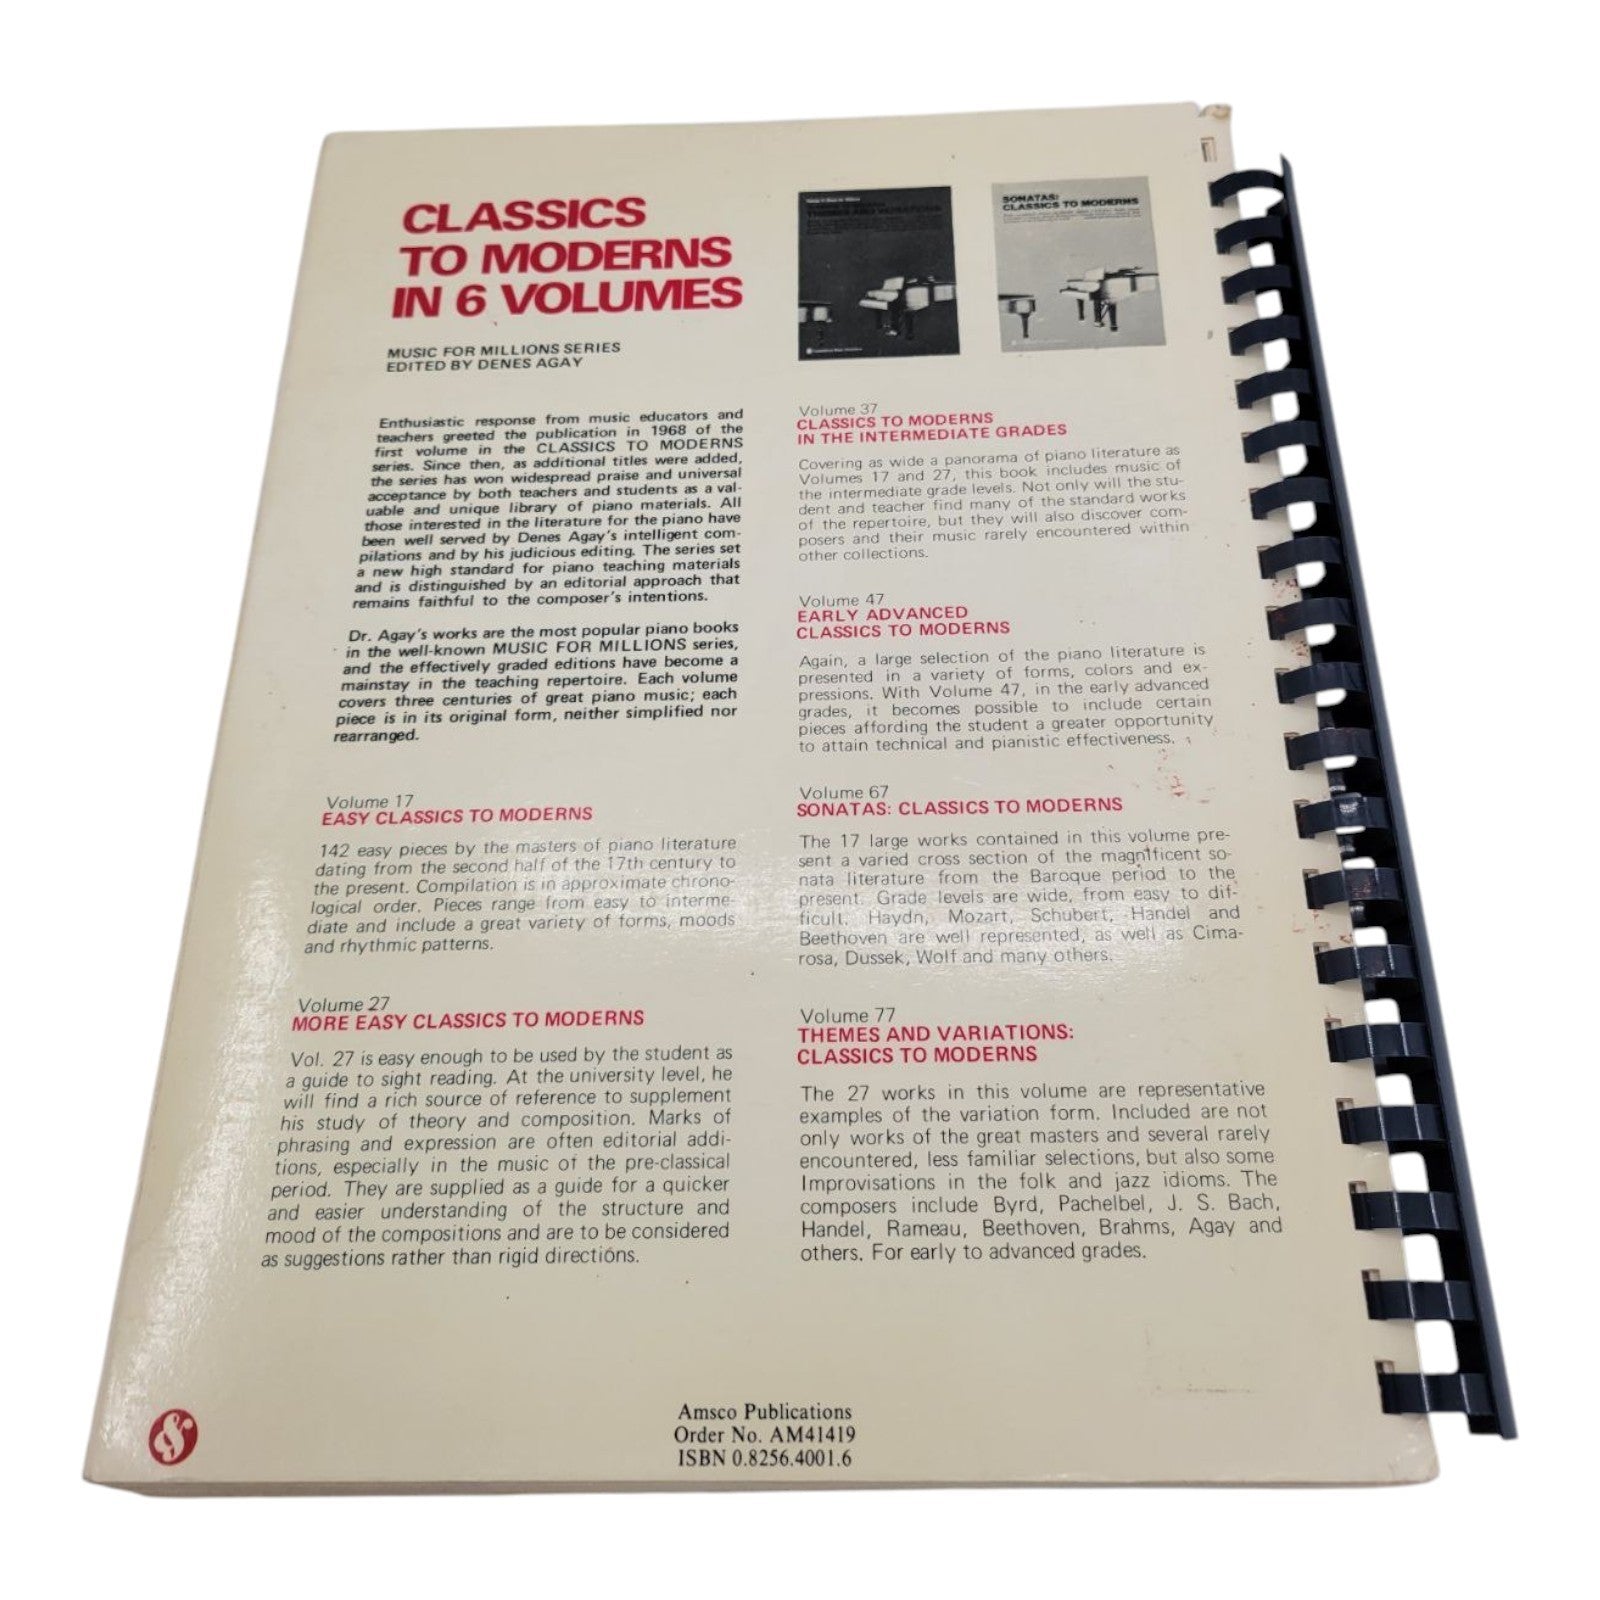 CLASSICS
TO MODERNS
IN 6 VOLUMES
MUSIC FOR MILLIONS SERIES
EDITED BY DENES AGAY
Enthusiastic response from music educators and
teachers greeted the publication in 1968 of the
first volume in the CLASSICS TO MODERNS
series. Since then, as additional titles were added,
the series has won widespread praise and universal
acceptance by both teachers and students as a val-
uable and unique library of piano materials. All
those interested in the literature for the piano have
been well served by Denes Agay's intelligent com-
pilations and by his judicious editing. The series set
a new high standard for piano teaching materials
and is distinguished by an editorial approach that
remains faithful to the composer's intentions.
Dr. Agay's works are the most popular piano books
in the well-known MUSIC FOR MILLIONS series,
and the effectively graded editions have become a
mainstay in the teaching repertoire. Each volume
covers three centuries of great piano music; each
piece is in its original form, neither simplified nor
rearranged.
Volume 17
EASY CLASSICS TO MODERNS
142 easy pieces by the masters of piano literature
dating from the second half of the 17th century to
the present. Compilation is in approximate chrono-
logical order. Pieces range from easy to interme-
diate and include a great variety of forms, moods
and rhythmic patterns.
Volume 27
MORE EASY CLASSICS TO MODERNS
Vol. 27 is easy enough to be used by the student as
a guide to sight reading. At the university level, he
will find a rich source of reference to supplement
his study of theory and composition. Marks of
phrasing and expression are often editorial addi-
tions, especially in the music of the pre-classical
period. They are supplied as a guide for a quicker
and easier understanding of the structure and
mood of the compositions and are to be considered
as suggestions rather than rigid directions.
THEMES AND VARIATIONS:
SONATAS:
CLASSICS TO MODERNS
Volume 37
CLASSICS TO MODERNS
IN THE INTERMEDIATE GRADES
Covering as wide a panorama of piano literature as
Volumes 17 and 27, this book includes music of
the intermediate grade levels. Not only will the stu-
dent and teacher find many of the standard works
of the repertoire, but they will also discover com-
posers and their music rarely encountered within
other collections.
Volume 47
EARLY ADVANCED
CLASSICS TO MODERNS
Again, a large selection of the piano literature is
presented in a variety of forms, colors and ex-
pressions. With Volume 47, in the early advanced
grades, it becomes possible to include certain
pieces affording the student a greater opportunity
to attain technical and pianistic effectiveness.
Volume 67
SONATAS: CLASSICS TO MODERNS
The 17 large works contained in this volume pre-
sent a varied cross section of the magnificent so-
nata literature from the Baroque period to the
present. Grade levels are wide, from easy to dif-
ficult. Haydn, Mozart, Schubert, Handel and
Beethoven are well represented, as well as Cima-
rosa, Dussek, Wolf and many others.
Volume 77
THEMES AND VARIATIONS:
CLASSICS TO MODERNS
The 27 works in this volume are representative
examples of the variation form. Included are not
only works of the great masters and several rarely
encountered, less familiar selections, but also some
Improvisations in the folk and jazz idioms. The
composers include Byrd, Pachelbel, J. S. Bach,
Handel, Rameau, Beethoven, Brahms, Agay and
others. For early to advanced grades.
Amsco Publications
Order No. AM41419
ISBN 0.8256.4001.6